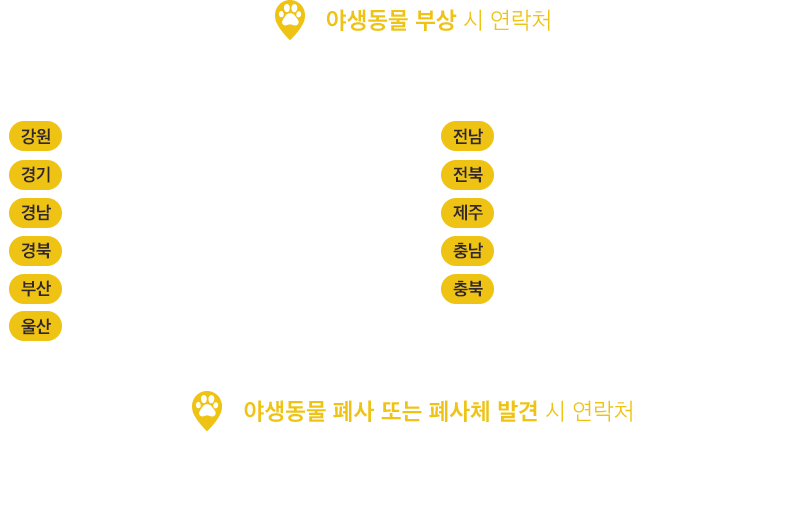 야생동물 부상 시 연락처
강원
경기
경남
경북
부산
울산
전남
전북
제주
충남
충북
야생동물 폐사 또는 폐사체 발견 시 연락처